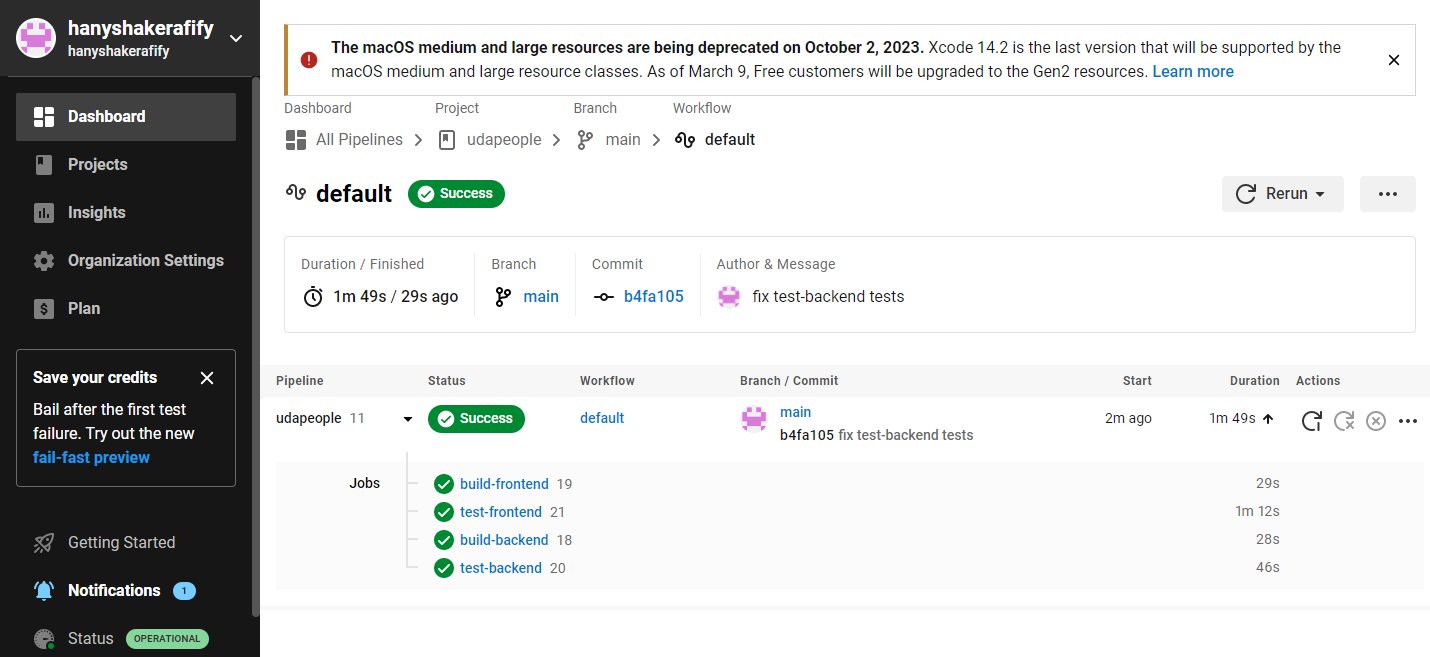 hanyshakerafify
hanyshakerafify
Dashboard
Projects
Insights
Organization Settings
Plan
Save your credits
Bail after the first test
failure. Try out the new
fail-fast preview
Getting Started
Notifications 1
Status OPERATIONAL
The macOS medium and large resources are being deprecated on October 2, 2023. Xcode 14.2 is the last version that will be supported by the
macOS medium and large resource classes. As of March 9, Free customers will be upgraded to the Gen2 resources. Learn more
Dashboard Project Branch Workflow
All Pipelines udapeople main default
default Success Rerun
Duration / Finished Branch Commit Author & Message
1m 49s / 29s ago main b4fa105 fix test-backend tests
Pipeline Status Workflow Branch / Commit Start Duration Actions
udapeople 11 Success default main 2m ago 1m 49s
b4fa105 fix test-backend tests
Jobs build-frontend 19 29s
test-frontend 21 1m 12s
build-backend 18 28s
test-backend 20 46s